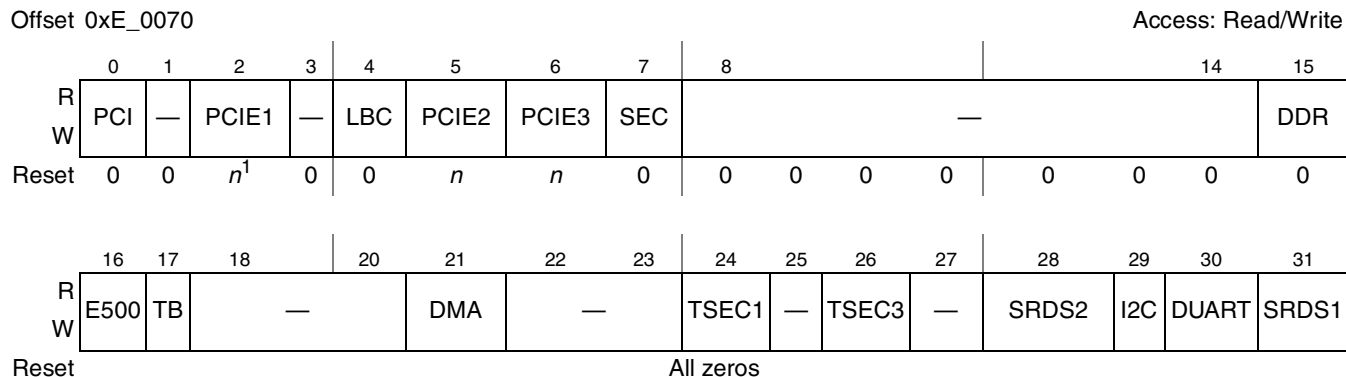 Offset 0xE_0070 Access: Read/Write
0 1 2 3 4 5 6 7 8 14 15
R
W
PCI — PCIE1 — LBC PCIE2 PCIE3 SEC — DDR
Reset 0 0 n1 0 0 n n 0 0 0 0 0 0 0 0 0
16 17 18 20 21 22 23 24 25 26 27 28 29 30 31
R
W
E500 TB — DMA — TSEC1 — TSEC3 — SRDS2 I2C DUART SRDS1
Reset All zeros